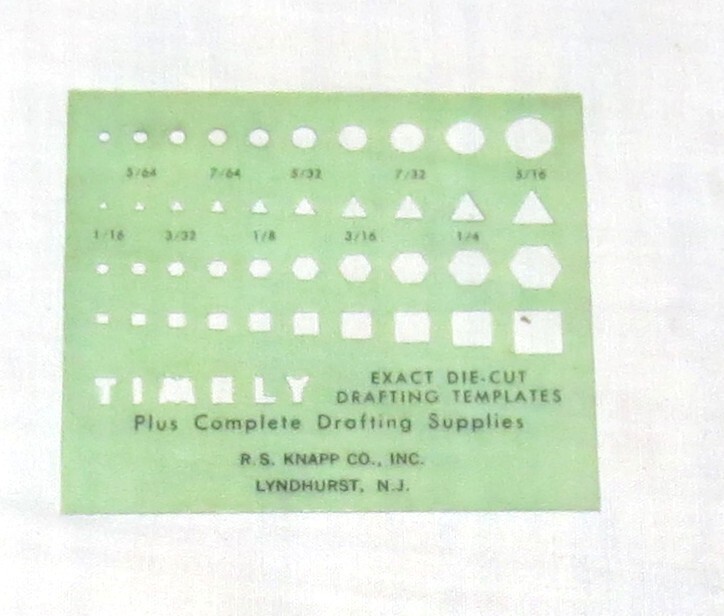 5/64 7/64 5/32 7/32 5/16
1/16 3/32 1/8 3/16 1/4
TIMELY
EXACT DIE-CUT
DRAFTING TEMPLATES
Plus Complete Drafting Supplies
R.S. KNAPP CO., INC.
LYNDHURST, N.J.